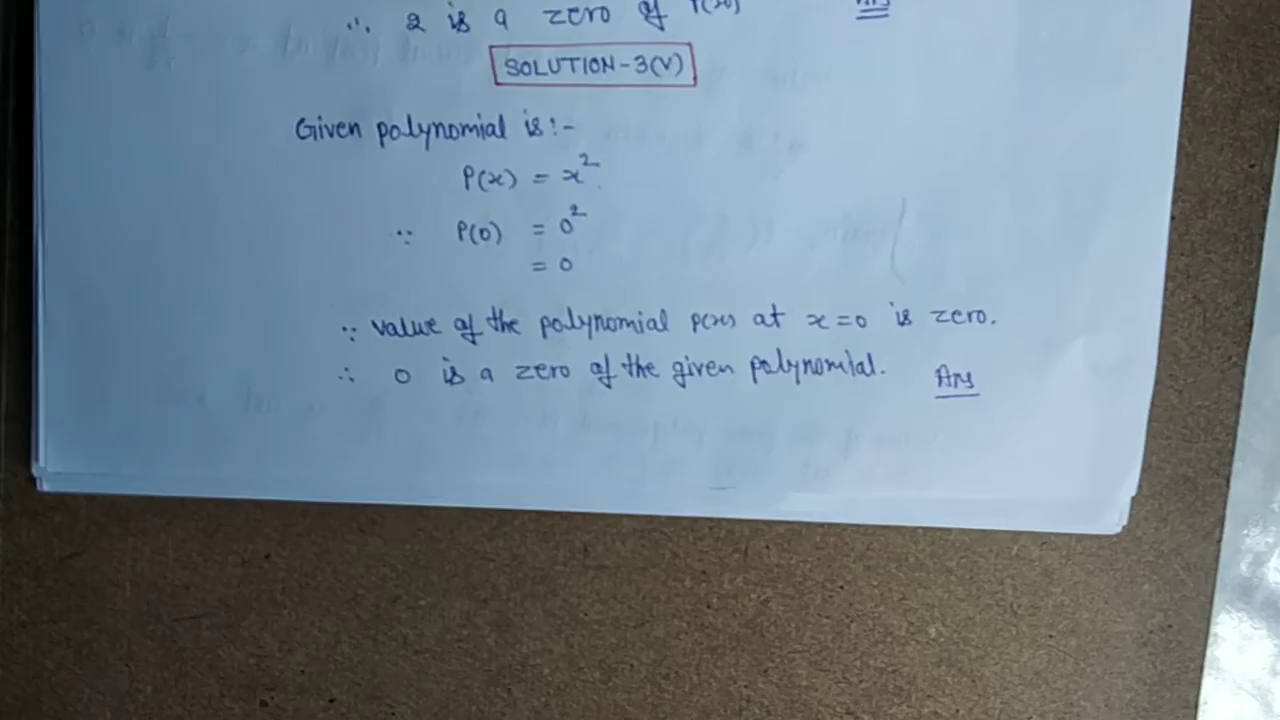 ∴ 2 is a zero of P(x) Ans
SOLUTION-3(V)
Given polynomial is:-
P(x) = x²
∵ P(0) = 0²
= 0
∵ value of the polynomial P(x) at x=0 is zero.
∴ 0 is a zero of the given polynomial. Ans